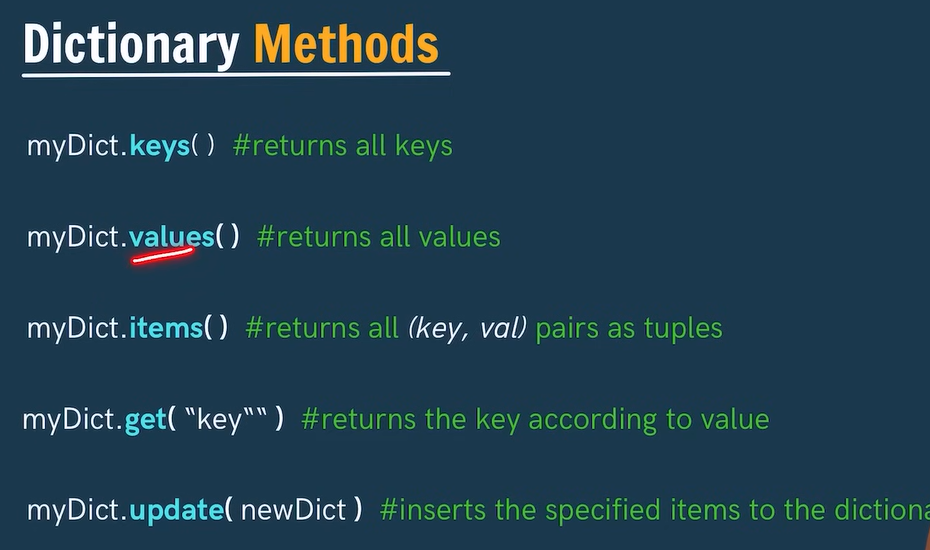 Dictionary Methods
myDict.keys( ) #returns all keys
myDict.values( ) #returns all values
myDict.items( ) #returns all (key, val) pairs as tuples
myDict.get( "key"" ) #returns the key according to value
myDict.update( newDict ) #inserts the specified items to the